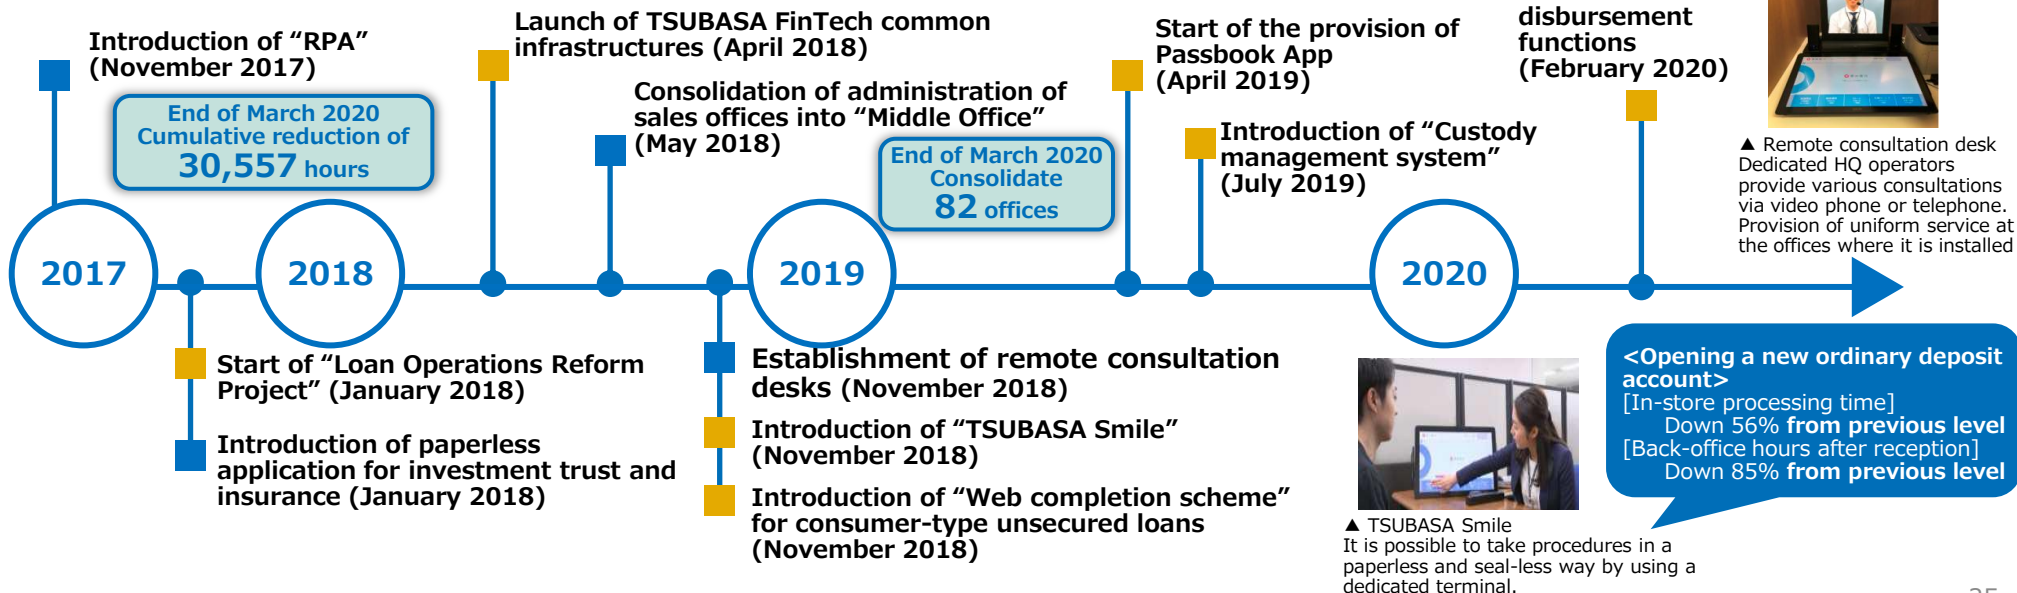 Introduction of “RPA”
(November 2017)
End of March 2020
Cumulative reduction of
30,557 hours
Launch of TSUBASA FinTech common
infrastructures (April 2018)
Consolidation of administration of
sales offices into “Middle Office”
(May 2018)
End of March 2020
Consolidate
82 offices
Start of the provision of
Passbook App
(April 2019)
Introduction of “Custody
management system”
(July 2019)
disbursement
functions
(February 2020)
▲ Remote consultation desk
Dedicated HQ operators
provide various consultations
via video phone or telephone.
Provision of uniform service at
the offices where it is installed
2017
2018
2019
2020
Start of “Loan Operations Reform
Project” (January 2018)
Introduction of paperless
application for investment trust and
insurance (January 2018)
Establishment of remote consultation
desks (November 2018)
Introduction of “TSUBASA Smile”
(November 2018)
Introduction of “Web completion scheme”
for consumer-type unsecured loans
(November 2018)
▲ TSUBASA Smile
It is possible to take procedures in a
paperless and seal-less way by using a
dedicated terminal.
<Opening a new ordinary deposit
account>
[In-store processing time]
Down 56% from previous level
[Back-office hours after reception]
Down 85% from previous level